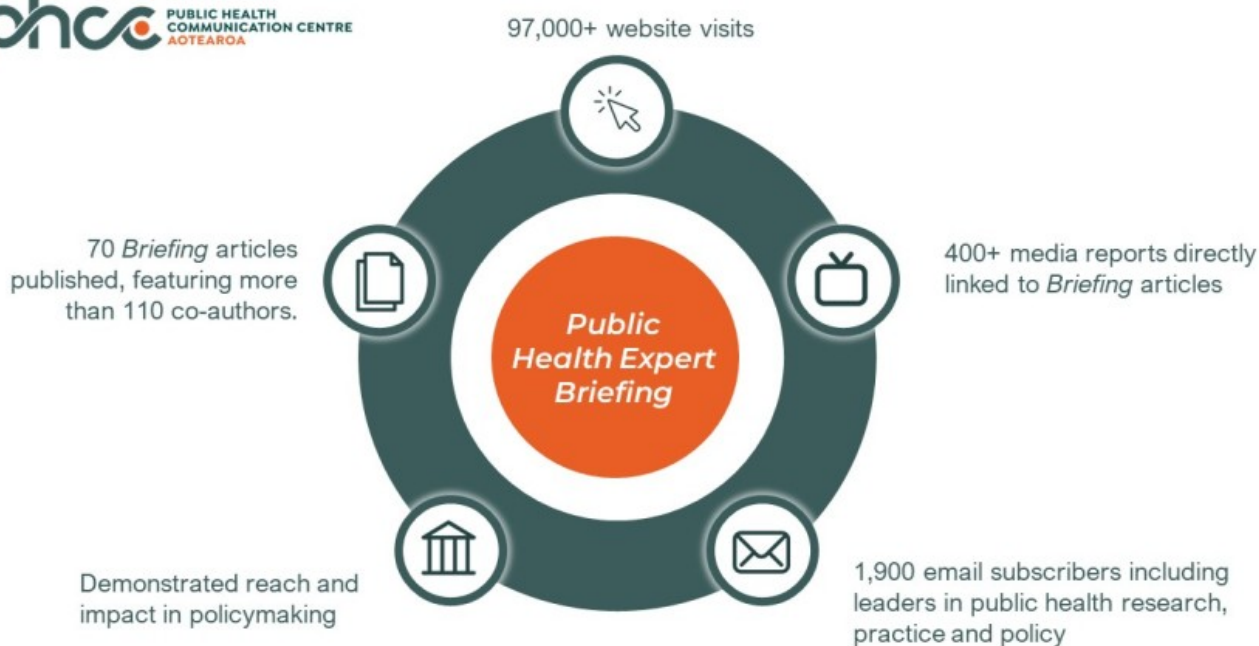 phcc
PUBLIC HEALTH
COMMUNICATION CENTRE
AOTEAROA
97,000+ website visits
70 Briefing articles
published, featuring more
than 110 co-authors.
400+ media reports directly
linked to Briefing articles
Public
Health Expert
Briefing
Demonstrated reach and
impact in policymaking
1,900 email subscribers including
leaders in public health research,
practice and policy